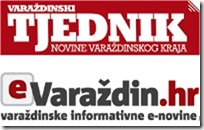 VARAŽDINSKI
TJEDNIK
NOVINE VARAŽDINSKOG KRAJA
eVaraždin.hr
varaždinske informativne e-novine